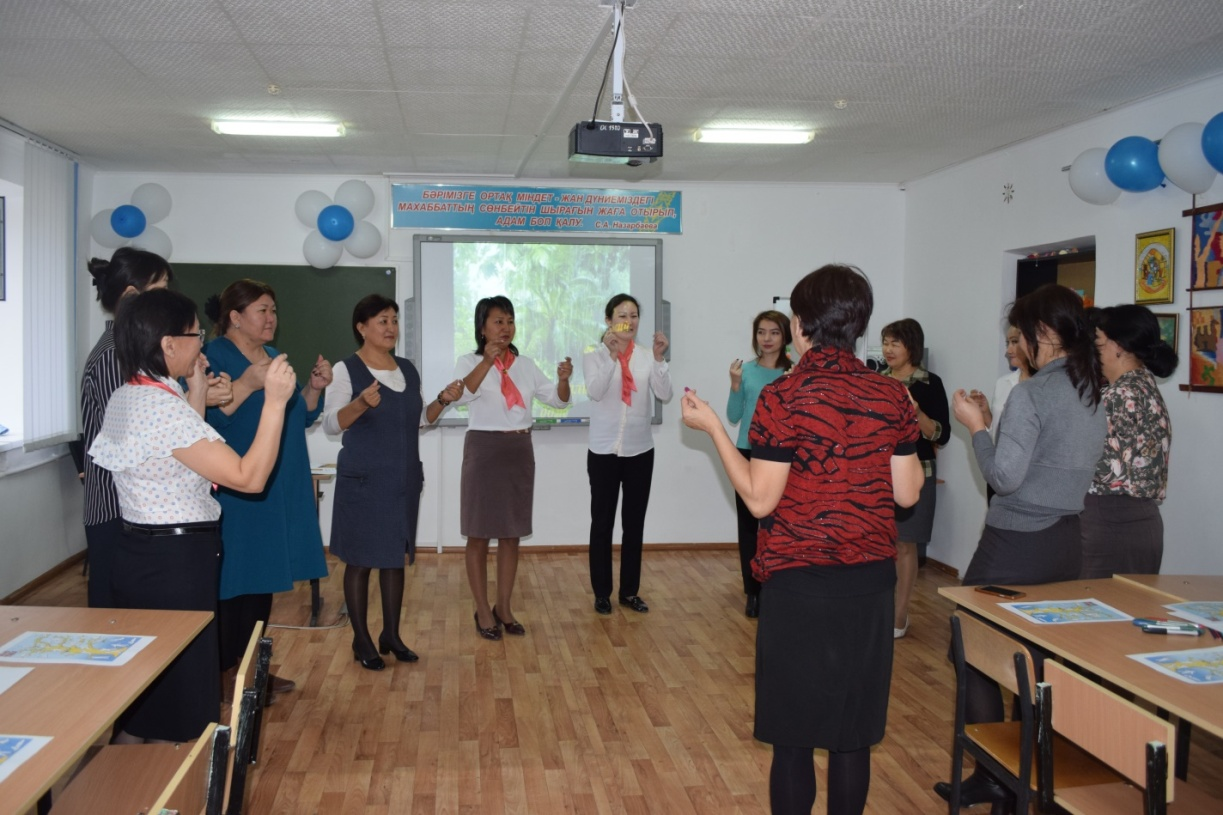 БӘРІМІЗГЕ ОРТАҚ МІНДЕТ - ЖАН ДҮНИЕМІЗДЕГІ
МАХАББАТТЫҢ СӨНБЕЙТІН ШЫРАҒЫН ЖАҒА ОТЫРЫП,
АДАМ БОП ҚАЛУ. С.А. Назарбаева